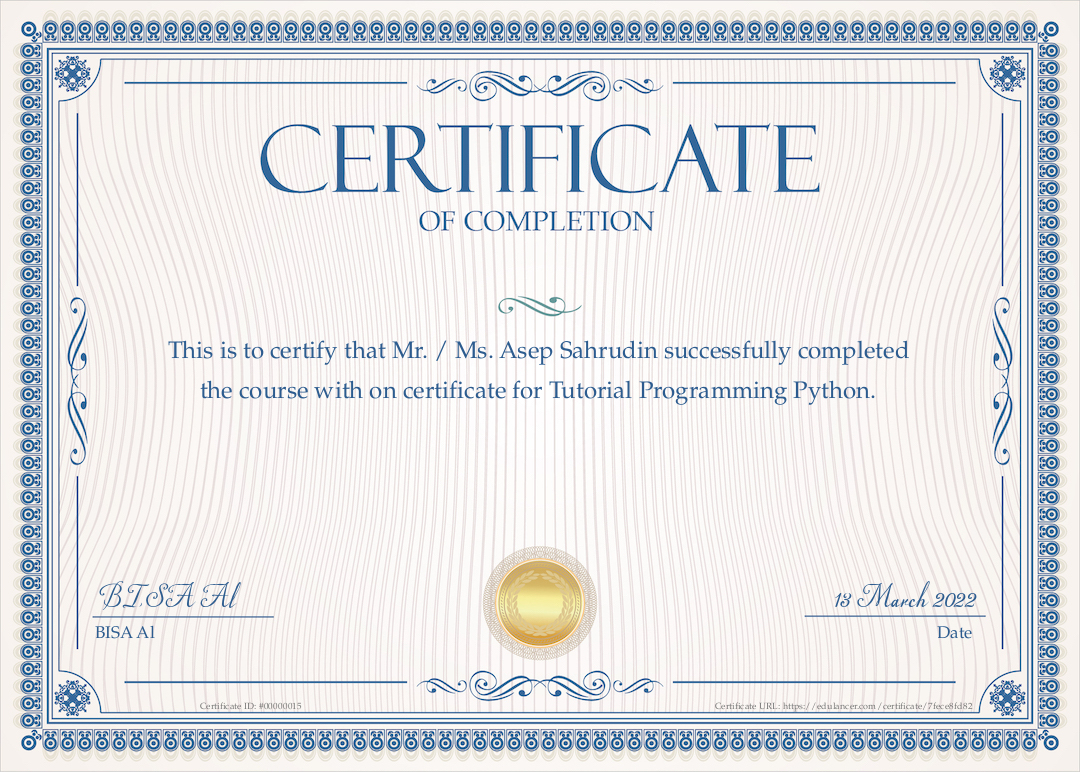 CERTIFICATE
OF COMPLETION
This is to certify that Mr. / Ms. Asep Sahrudin successfully completed
the course with on certificate for Tutorial Programming Python.
BISA AI
13 March 2022
BISA AI
Date
Certificate ID: #00000015
Certificate URL: https://edulancer.com/certificate/7fece8fd82